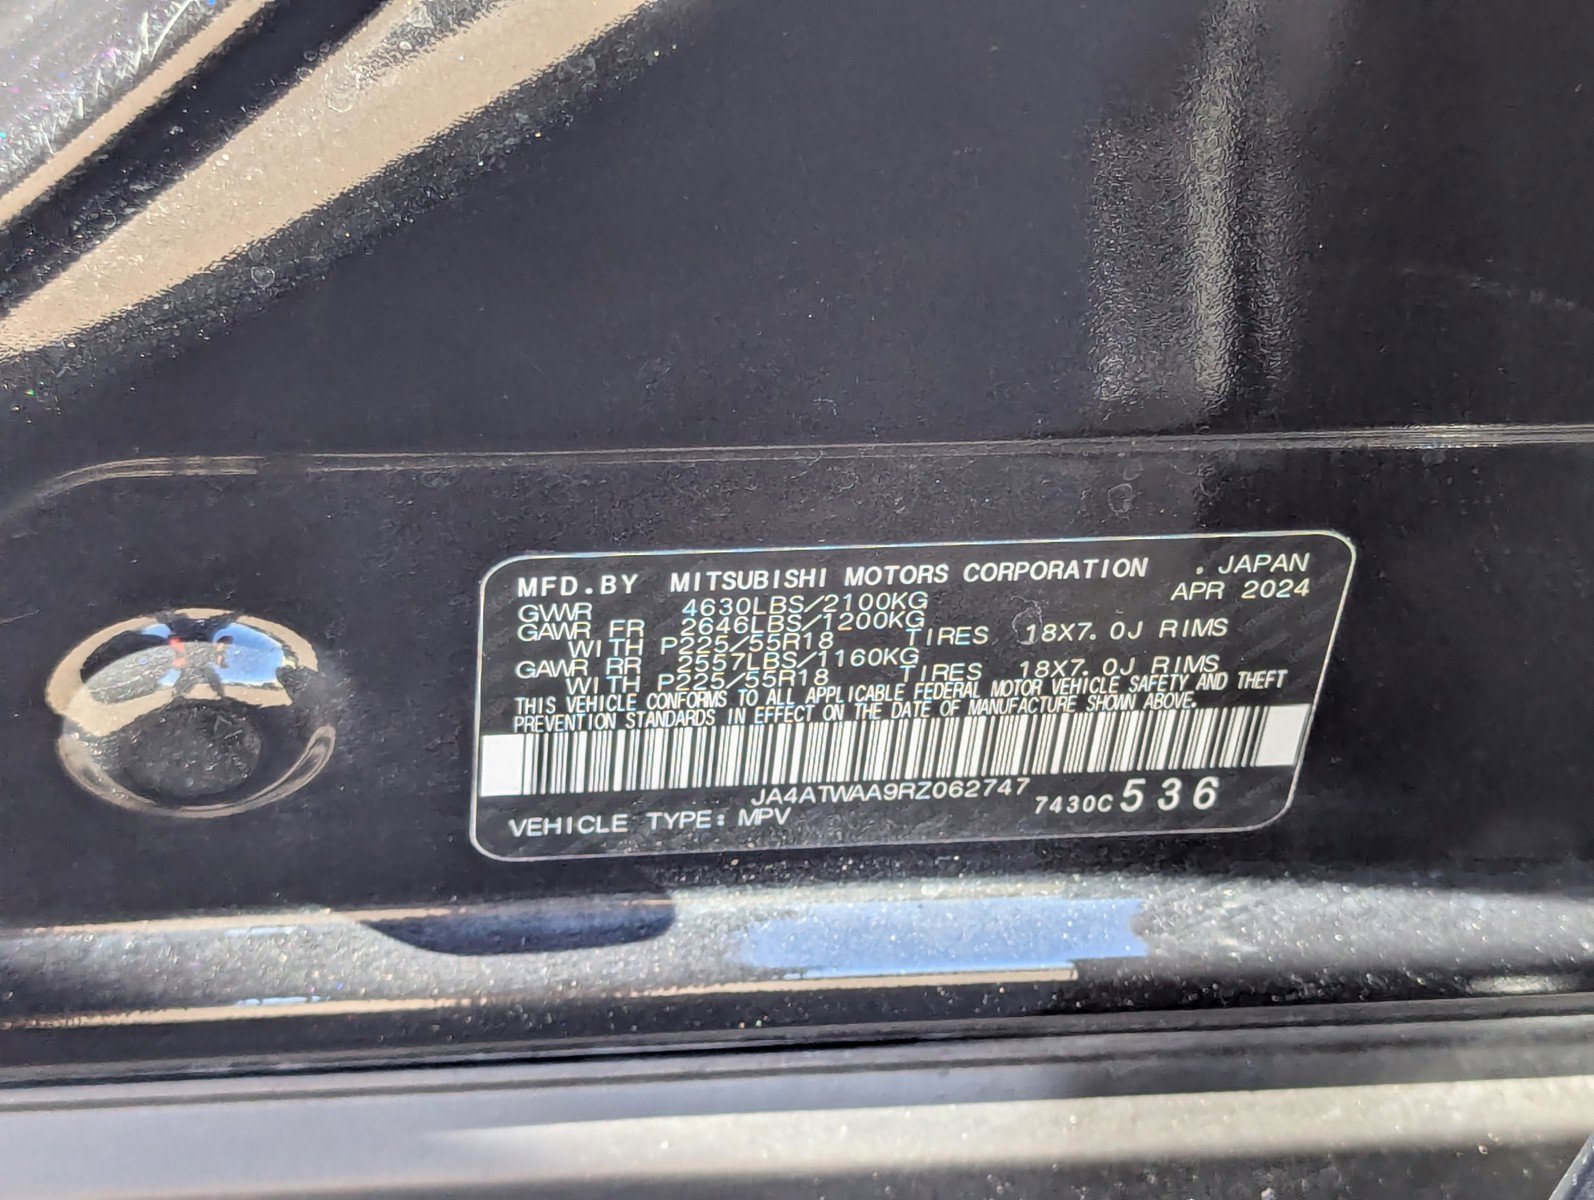 MFD.BY MITSUBISHI MOTORS CORPORATION .JAPAN
APR 2024
GVWR 4630LBS/2100KG
GAWR FR 2646LBS/1200KG
WITH P225/55R18 TIRES 18X7.0J RIMS
GAWR RR 2557LBS/1160KG
WITH P225/55R18 TIRES 18X7.0J RIMS
THIS VEHICLE CONFORMS TO ALL APPLICABLE FEDERAL MOTOR VEHICLE SAFETY AND THEFT
PREVENTION STANDARDS IN EFFECT ON THE DATE OF MANUFACTURE SHOWN ABOVE.
JA4ATWAA9RZ062747 7430C 536
VEHICLE TYPE: MPV